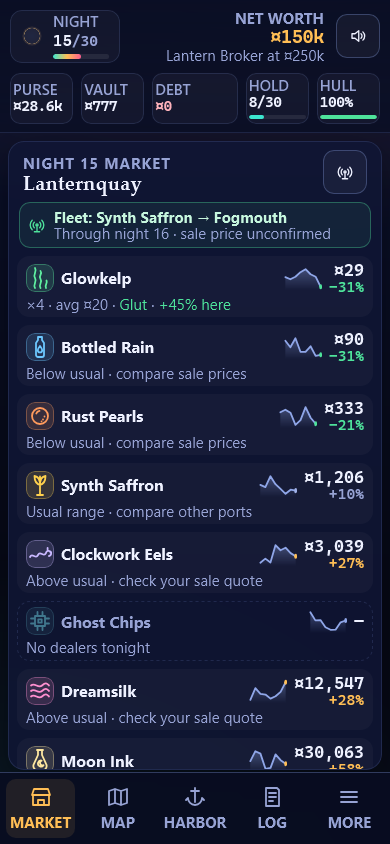 NIGHT
15/30
NET WORTH
¤150k
Lantern Broker at ¤250k
PURSE
¤28.6k
VAULT
¤777
DEBT
¤0
HOLD
8/30
HULL
100%
NIGHT 15 MARKET
Lanternquay
Fleet: Synth Saffron → Fogmouth
Through night 16 · sale price unconfirmed
Glowkelp
¤29
−31%
×4 · avg ¤20 · Glut · +45% here
Bottled Rain
¤90
−31%
Below usual · compare sale prices
Rust Pearls
¤333
−21%
Below usual · compare sale prices
Synth Saffron
¤1,206
+10%
Usual range · compare other ports
Clockwork Eels
¤3,039
+27%
Above usual · check your sale quote
Ghost Chips
—
No dealers tonight
Dreamsilk
¤12,547
+28%
Above usual · check your sale quote
Moon Ink
¤30,063
+58%
MARKET
MAP
HARBOR
LOG
MORE